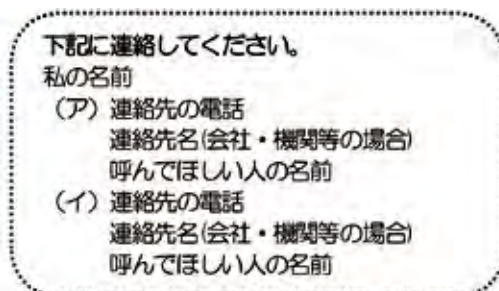 下記に連絡してください。
私の名前
(ア) 連絡先の電話
連絡先名(会社・機関等の場合)
呼んでほしい人の名前
(イ) 連絡先の電話
連絡先名(会社・機関等の場合)
呼んでほしい人の名前